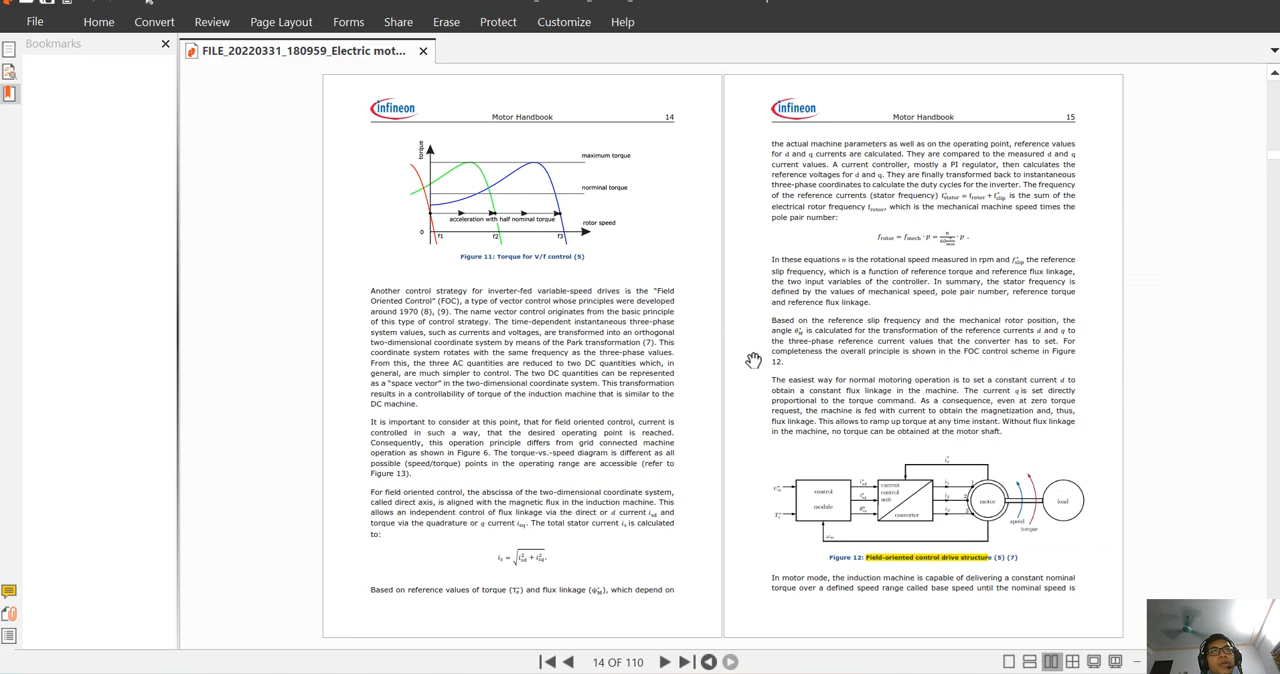 File Home Convert Review Page Layout Forms Share Erase Protect Customize Help
Bookmarks
FILE_20220331_180959_Electric mot...
infineon
Motor Handbook 14
torque
maximum torque
norminal torque
acceleration with half nominal torque
rotor speed
0
f1 f2 f3
Figure 11: Torque for V/f control (5)
Another control strategy for inverter-fed variable-speed drives is the “Field
Oriented Control” (FOC), a type of vector control whose principles were developed
around 1970 (8), (9). The name vector control originates from the basic principle
of this type of control strategy. The time-dependent instantaneous three-phase
system values, such as currents and voltages, are transformed into an orthogonal
two-dimensional coordinate system by means of the Park transformation (7). This
coordinate system rotates with the same frequency as the three-phase values.
From this, the three AC quantities are reduced to two DC quantities which, in
general, are much simpler to control. The two DC quantities can be represented
as a “space vector” in the two-dimensional coordinate system. This transformation
results in a controllability of torque of the induction machine that is similar to the
DC machine.
It is important to consider at this point, that for field oriented control, current is
controlled in such a way, that the desired operating point is reached.
Consequently, this operation principle differs from grid connected machine
operation as shown in Figure 6. The torque-vs.-speed diagram is different as all
possible (speed/torque) points in the operating range are accessible (refer to
Figure 13).
For field oriented control, the abscissa of the two-dimensional coordinate system,
called direct axis, is aligned with the magnetic flux in the induction machine. This
allows an independent control of flux linkage via the direct or d current isd and
torque via the quadrature or q current isq. The total stator current is is calculated
to:
is = √i²sd + i²sq.
Based on reference values of torque (T*e) and flux linkage (Ψ*M), which depend on
infineon
Motor Handbook 15
the actual machine parameters as well as on the operating point, reference values
for d and q currents are calculated. They are compared to the measured d and q
current values. A current controller, mostly a PI regulator, then calculates the
reference voltages for d and q. They are finally transformed back to instantaneous
three-phase coordinates to calculate the duty cycles for the inverter. The frequency
of the reference currents (stator frequency) f*stator = frotor + f*slip is the sum of the
electrical rotor frequency frotor, which is the mechanical machine speed times the
pole pair number:
frotor = fmech · p = n / 60 s/min · p .
In these equations n is the rotational speed measured in rpm and f*slip the reference
slip frequency, which is a function of reference torque and reference flux linkage,
the two input variables of the controller. In summary, the stator frequency is
defined by the values of mechanical speed, pole pair number, reference torque
and reference flux linkage.
Based on the reference slip frequency and the mechanical rotor position, the
angle θ*M is calculated for the transformation of the reference currents d and q to
the three-phase reference current values that the converter has to set. For
completeness the overall principle is shown in the FOC control scheme in Figure
12.
The easiest way for normal motoring operation is to set a constant current d to
obtain a constant flux linkage in the machine. The current q is set directly
proportional to the torque command. As a consequence, even at zero torque
request, the machine is fed with current to obtain the magnetization and, thus,
flux linkage. This allows to ramp up torque at any time instant. Without flux linkage
in the machine, no torque can be obtained at the motor shaft.
control
module
current
control
unit
converter
i1
i2
i3
motor
speed
torque
load
Figure 12: Field-oriented control drive structure (5) (7)
In motor mode, the induction machine is capable of delivering a constant nominal
torque over a defined speed range called base speed until the nominal speed is
14 OF 110